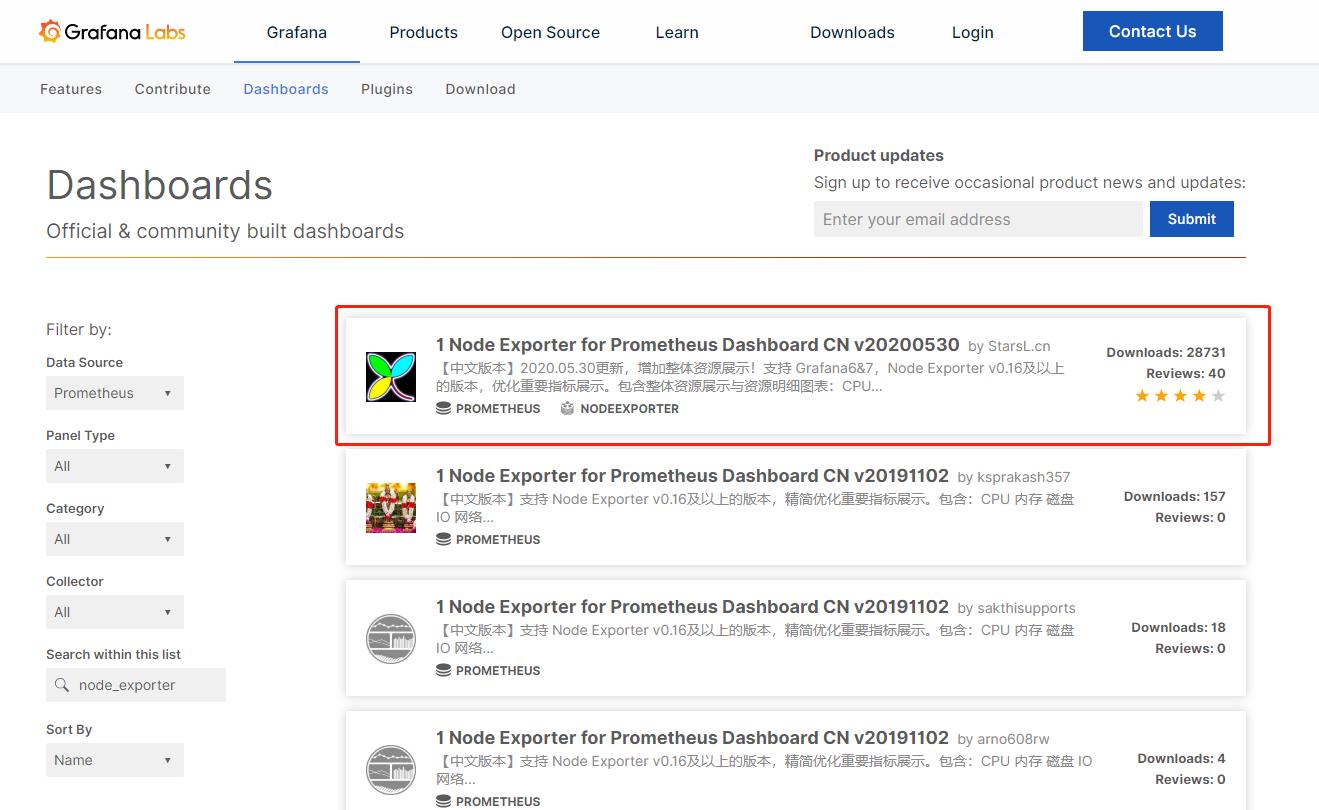 Grafana Labs
Grafana
Products
Open Source
Learn
Downloads
Login
Contact Us
Features
Contribute
Dashboards
Plugins
Download
Dashboards
Official & community built dashboards
Product updates
Sign up to receive occasional product news and updates:
Enter your email address
Submit
Filter by:
Data Source
Prometheus
Panel Type
All
Category
All
Collector
All
Search within this list
node_exporter
Sort By
Name
1 Node Exporter for Prometheus Dashboard CN v20200530 by StarsL.cn
【中文版本】2020.05.30更新，增加整体资源展示！支持 Grafana6&7，Node Exporter v0.16及以上
的版本，优化重要指标展示。包含整体资源展示与资源明细图表：CPU...
PROMETHEUS NODEEXPORTER
Downloads: 28731
Reviews: 40
1 Node Exporter for Prometheus Dashboard CN v20191102 by ksprakash357
【中文版本】支持 Node Exporter v0.16及以上的版本，精简优化重要指标展示。包含：CPU 内存 磁盘
IO 网络...
PROMETHEUS
Downloads: 157
Reviews: 0
1 Node Exporter for Prometheus Dashboard CN v20191102 by sakthisupports
【中文版本】支持 Node Exporter v0.16及以上的版本，精简优化重要指标展示。包含：CPU 内存 磁盘
IO 网络...
PROMETHEUS
Downloads: 18
Reviews: 0
1 Node Exporter for Prometheus Dashboard CN v20191102 by arno608rw
【中文版本】支持 Node Exporter v0.16及以上的版本，精简优化重要指标展示。包含：CPU 内存 磁盘 IO
网络...
PROMETHEUS
Downloads: 4
Reviews: 0